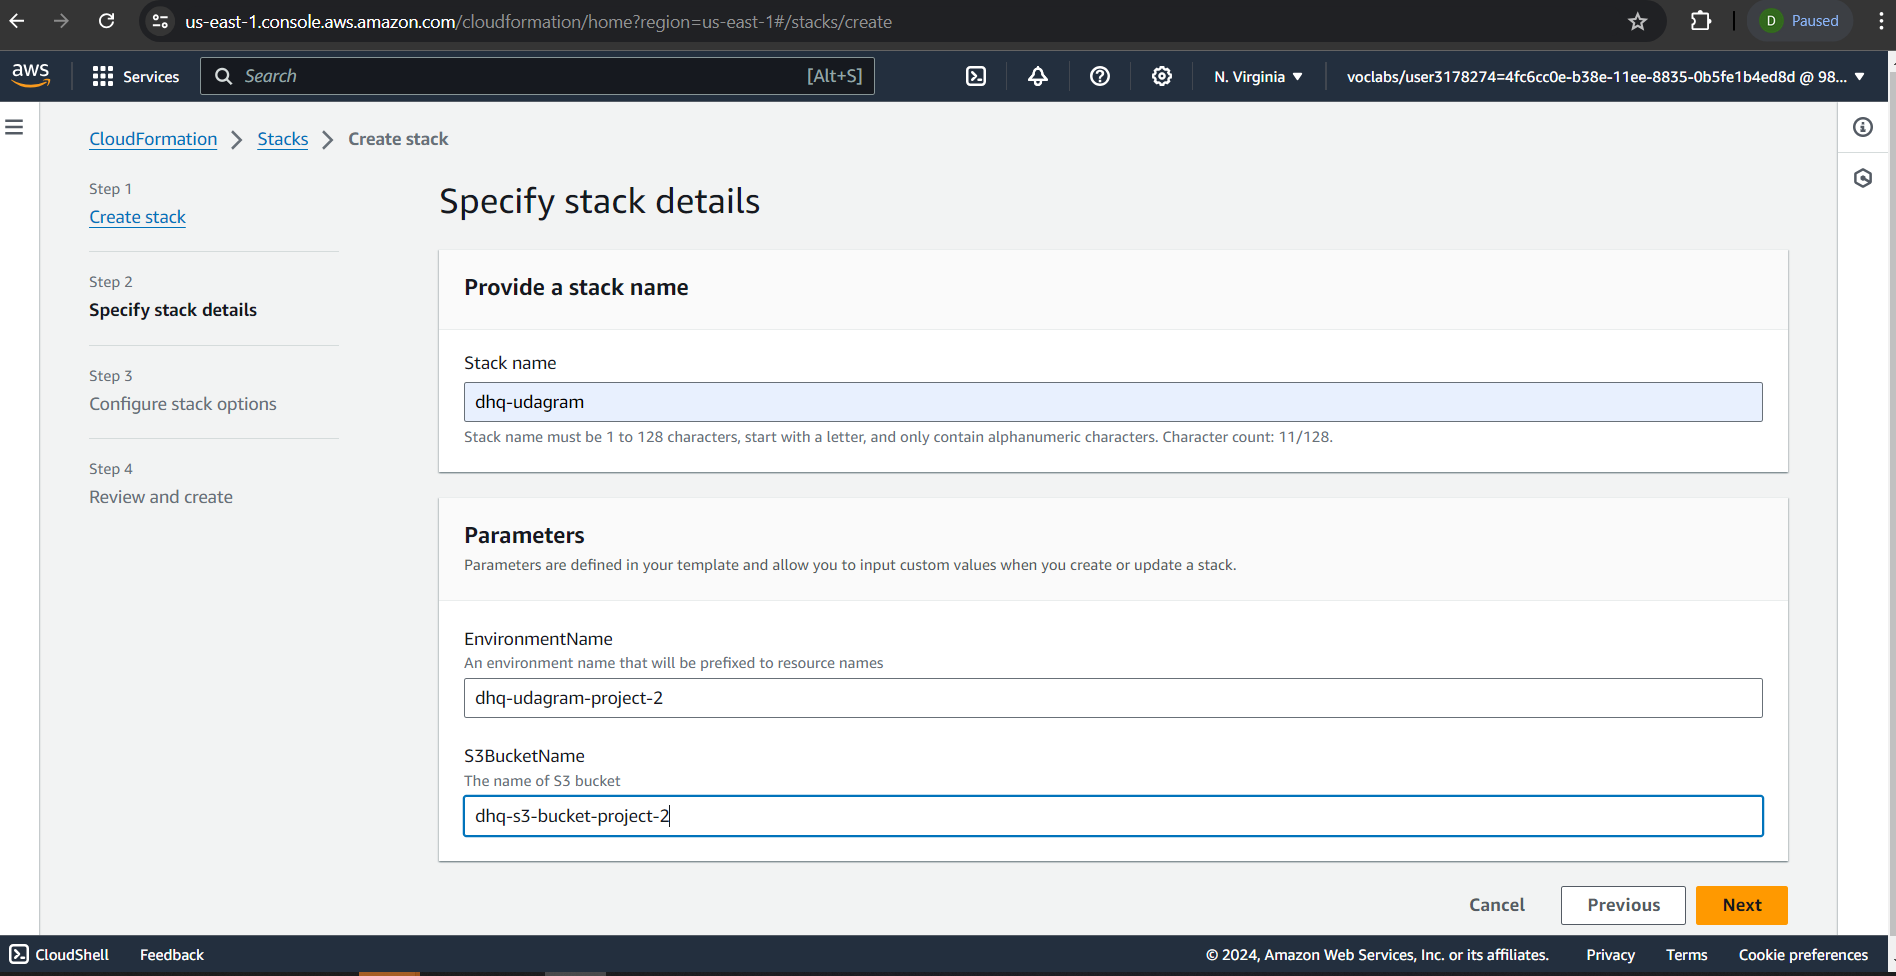 us-east-1.console.aws.amazon.com/cloudformation/home?region=us-east-1#/stacks/create
D Paused
aws Services Search [Alt+S] N. Virginia voclabs/user3178274=4fc6cc0e-b38e-11ee-8835-0b5fe1b4ed8d @ 98...
CloudFormation Stacks Create stack
Step 1
Create stack
Step 2
Specify stack details
Step 3
Configure stack options
Step 4
Review and create
Specify stack details
Provide a stack name
Stack name
dhq-udagram
Stack name must be 1 to 128 characters, start with a letter, and only contain alphanumeric characters. Character count: 11/128.
Parameters
Parameters are defined in your template and allow you to input custom values when you create or update a stack.
EnvironmentName
An environment name that will be prefixed to resource names
dhq-udagram-project-2
S3BucketName
The name of S3 bucket
dhq-s3-bucket-project-2
Cancel Previous Next
CloudShell Feedback © 2024, Amazon Web Services, Inc. or its affiliates. Privacy Terms Cookie preferences